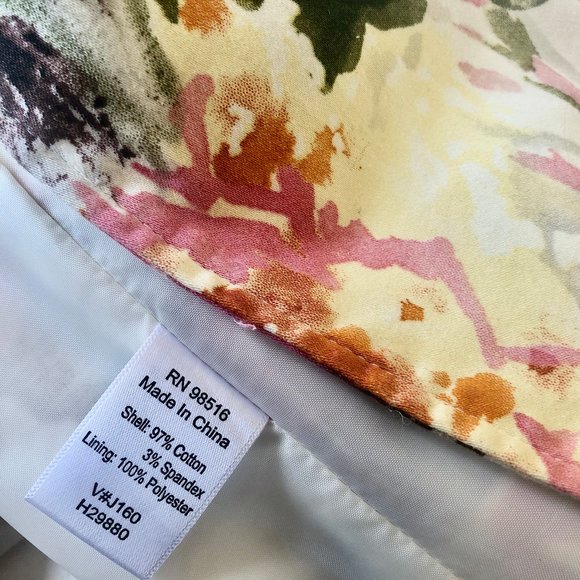 RN 98516
Made In China
Shell: 97% Cotton
3% Spandex
Lining: 100% Polyester
V#J160
H29880